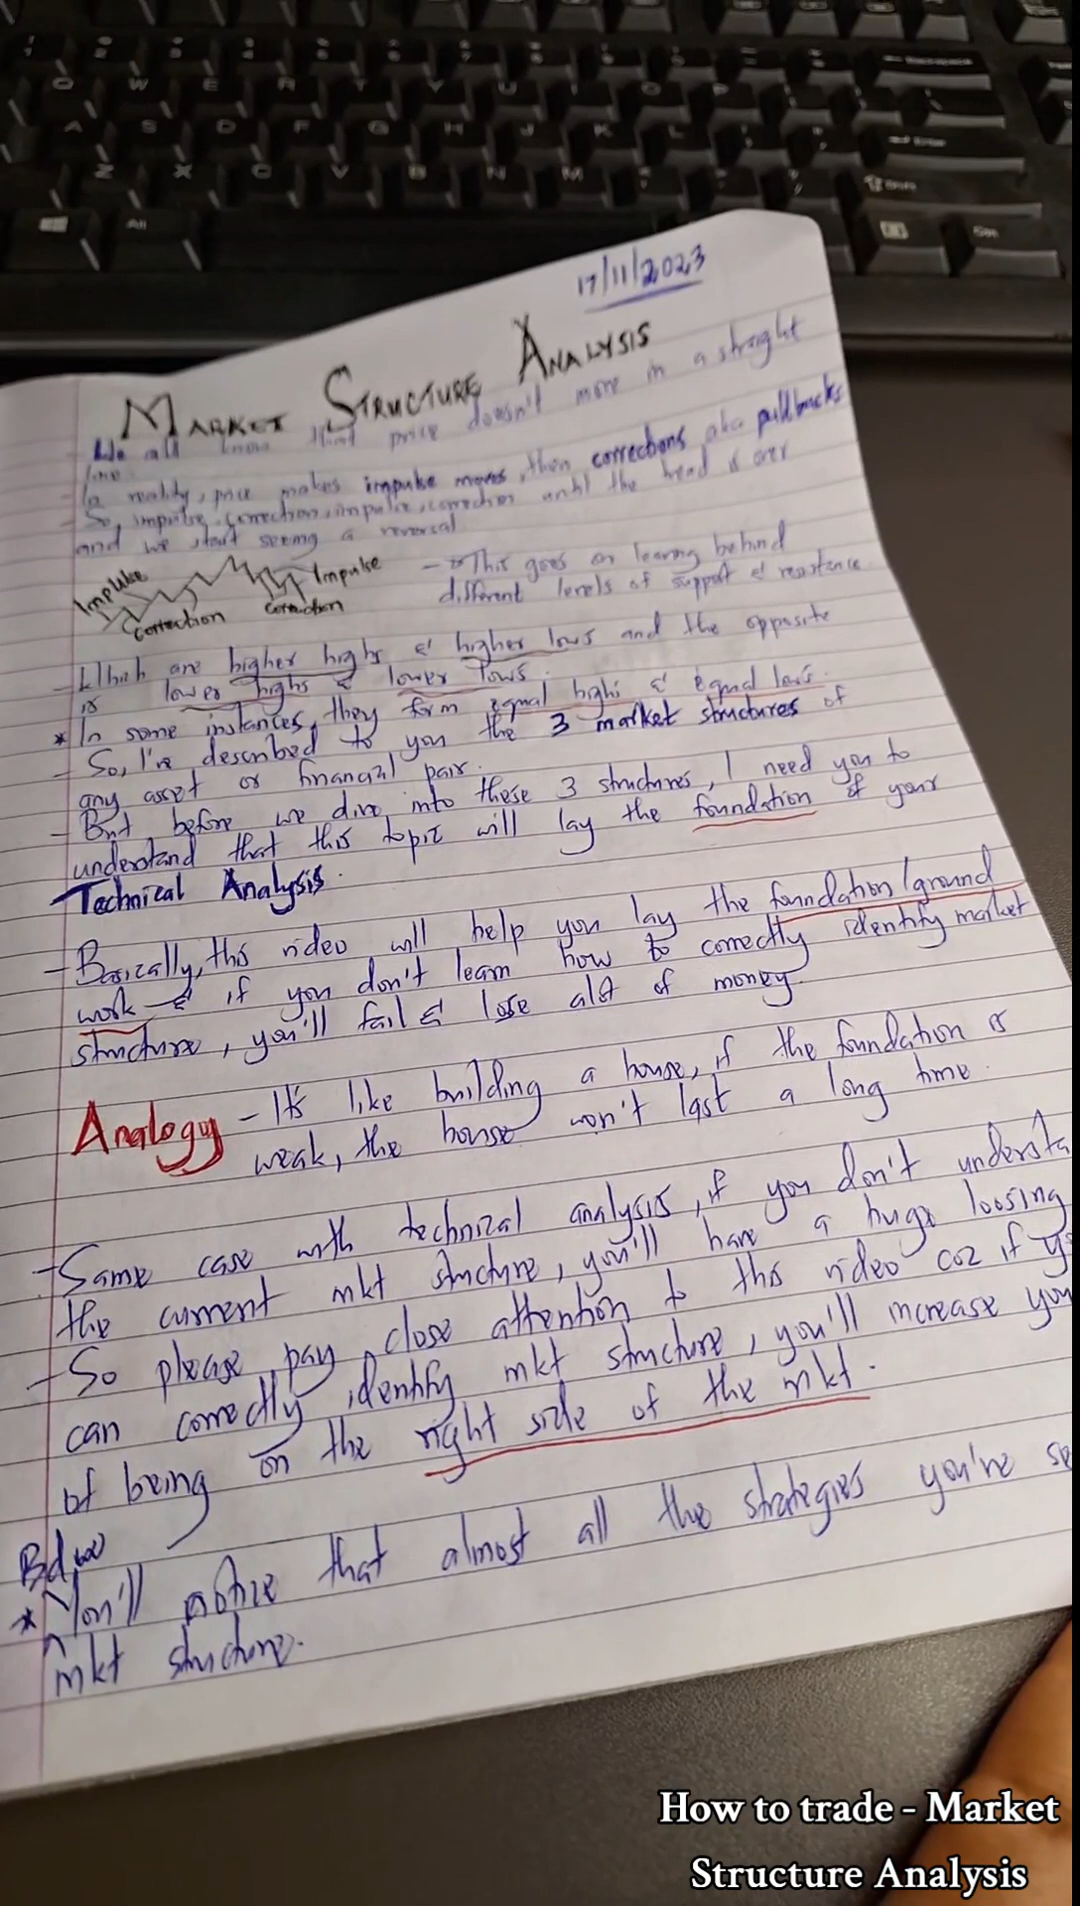 17/11/2023
MARKET STRUCTURE ANALYSIS
- We all know that price doesn't move in a straight
line.
- In reality, price makes impulse moves, then corrections aka pullbacks
- So, impulse, correction, impulse, correction until the trend is over
and we start seeing a reversal.
Impulse
Correction
Impulse
Correction
- This goes on leaving behind
different levels of support & resistance
- Which are higher highs & higher lows and the opposite
is lower highs & lower lows.
* In some instances, they form equal highs & equal lows.
- So, I've described to you the 3 market structures of
any asset or financial pair.
- But before we dive into these 3 structures, I need you to
understand that this topic will lay the foundation of your
Technical Analysis.
- Basically, this video will help you lay the foundation/ground
work & if you don't learn how to correctly identify market
structure, you'll fail & lose alot of money.
Analogy - It's like building a house, if the foundation is
weak, the house won't last a long time.
- Same case with technical analysis, if you don't understa
the current mkt structure, you'll have a huge loosing
- So please pay close attention to this video coz if yo
can correctly identify mkt structure, you'll increase you
of being on the right side of the mkt.
* You'll notice that almost all the strategies you've se
mkt structure.
How to trade - Market
Structure Analysis